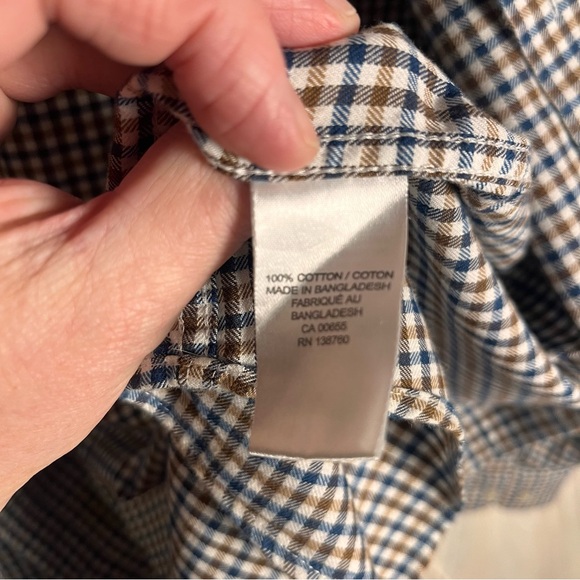 100% COTTON / COTON
MADE IN BANGLADESH
FABRIQUÉ AU
BANGLADESH
CA 00655
RN 138760